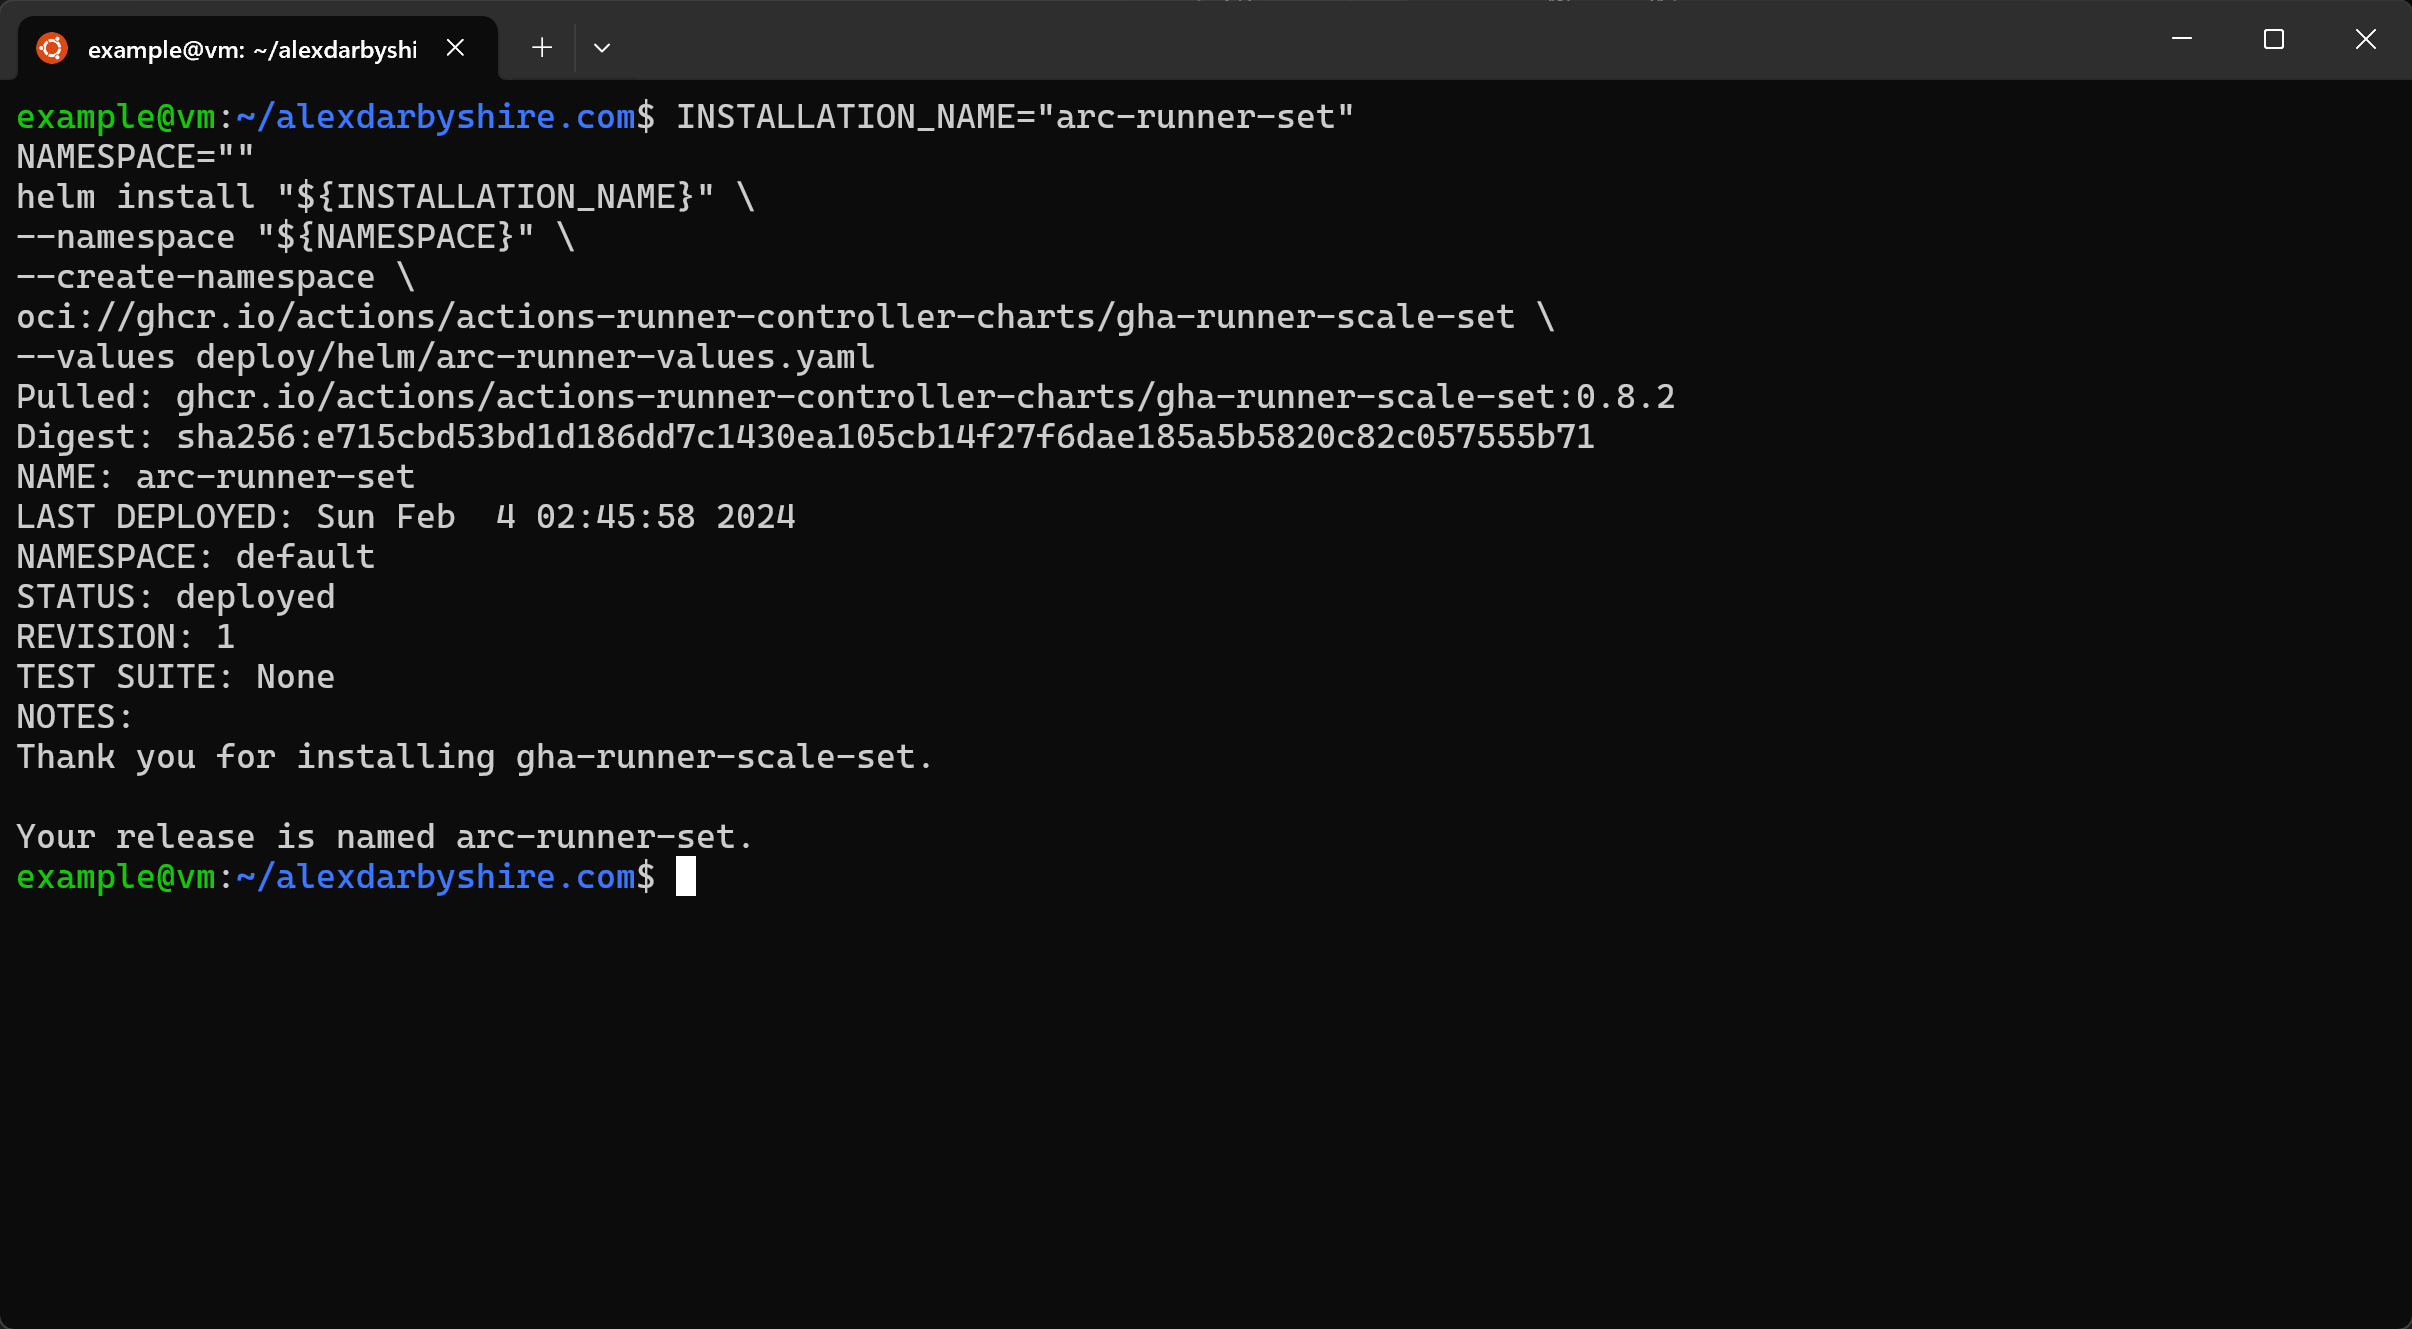 example@vm: ~/alexdarbyshi
example@vm:~/alexdarbyshire.com$ INSTALLATION_NAME="arc-runner-set"
NAMESPACE=""
helm install "${INSTALLATION_NAME}" \
--namespace "${NAMESPACE}" \
--create-namespace \
oci://ghcr.io/actions/actions-runner-controller-charts/gha-runner-scale-set \
--values deploy/helm/arc-runner-values.yaml
Pulled: ghcr.io/actions/actions-runner-controller-charts/gha-runner-scale-set:0.8.2
Digest: sha256:e715cbd53bd1d186dd7c1430ea105cb14f27f6dae185a5b5820c82c057555b71
NAME: arc-runner-set
LAST DEPLOYED: Sun Feb  4 02:45:58 2024
NAMESPACE: default
STATUS: deployed
REVISION: 1
TEST SUITE: None
NOTES:
Thank you for installing gha-runner-scale-set.

Your release is named arc-runner-set.
example@vm:~/alexdarbyshire.com$